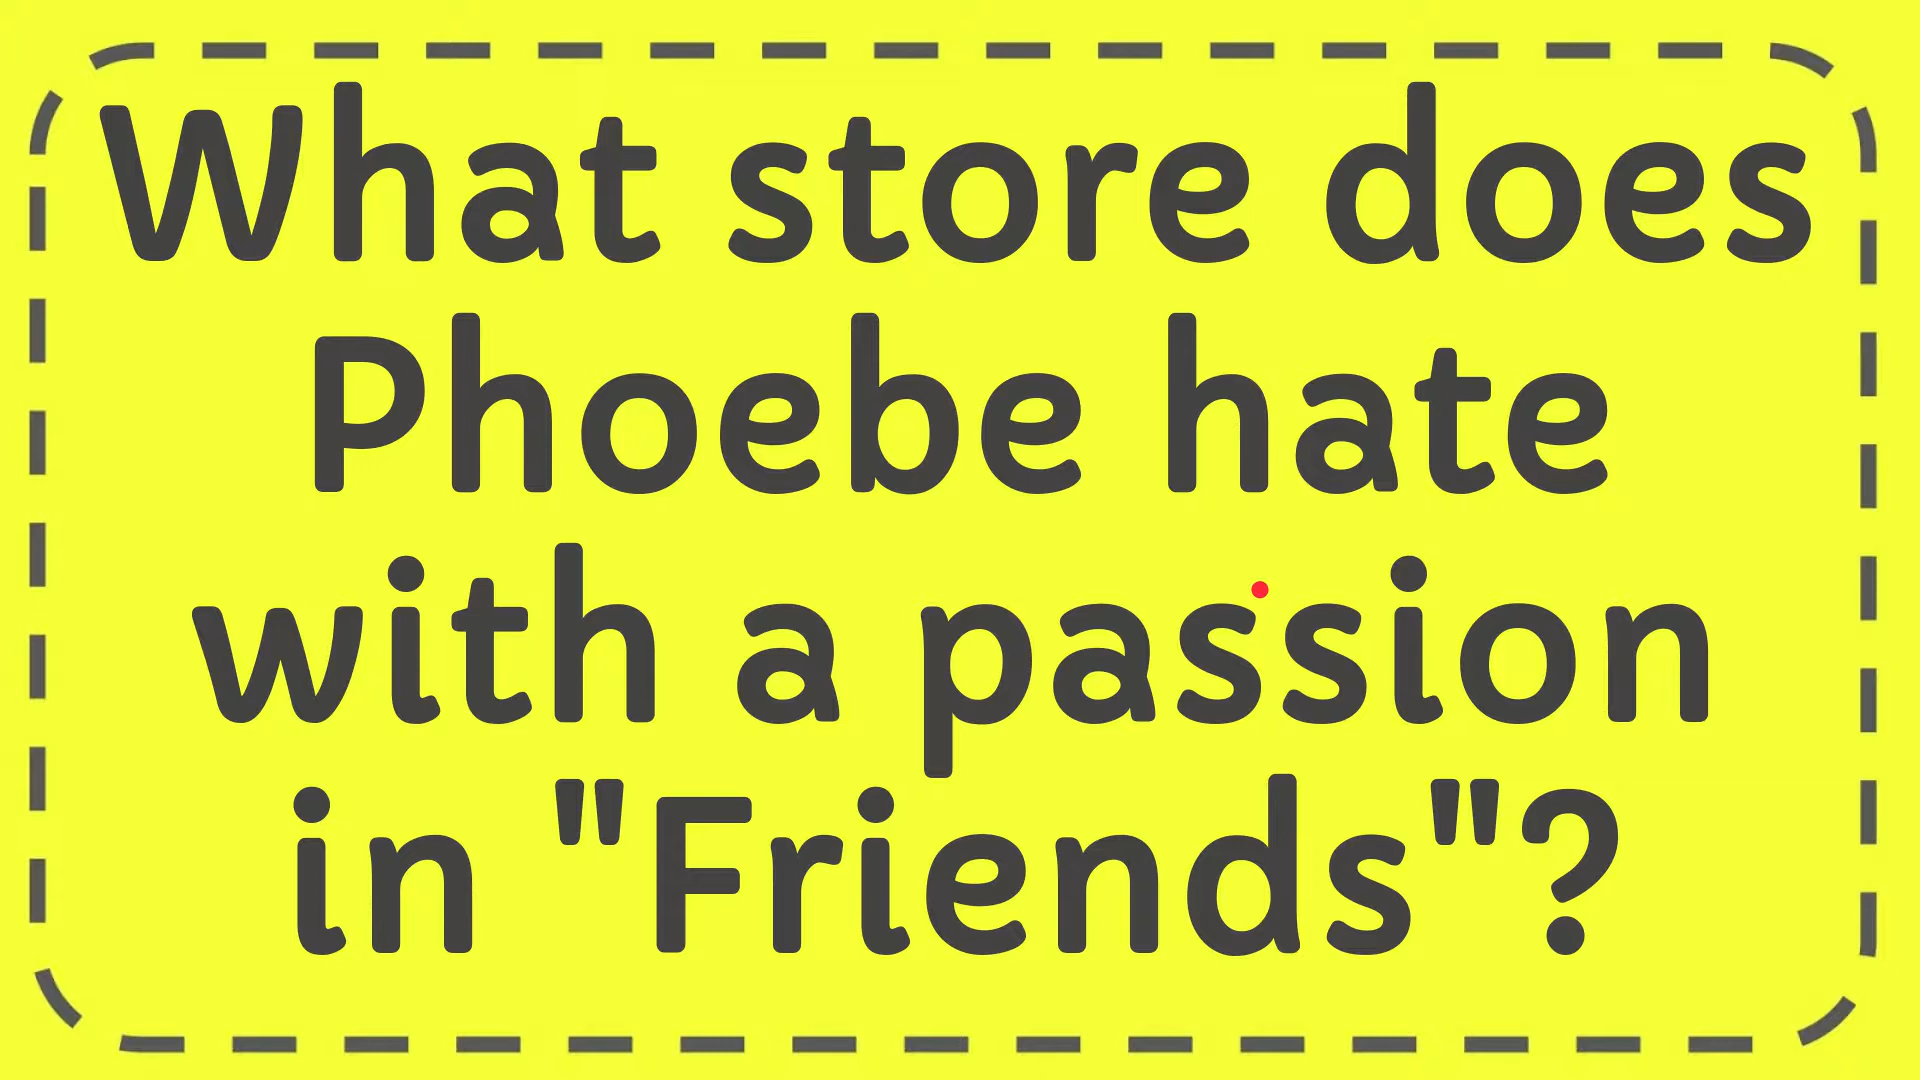 What store does
Phoebe hate
with a passion
in "Friends"?